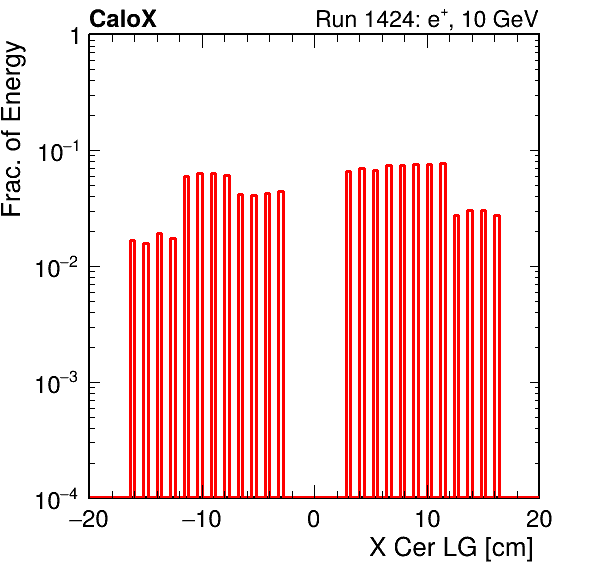 CaloX Run 1424: e⁺, 10 GeV
Frac. of Energy
1
10⁻¹
10⁻²
10⁻³
10⁻⁴
−20 −10 0 10 20
X Cer LG [cm]